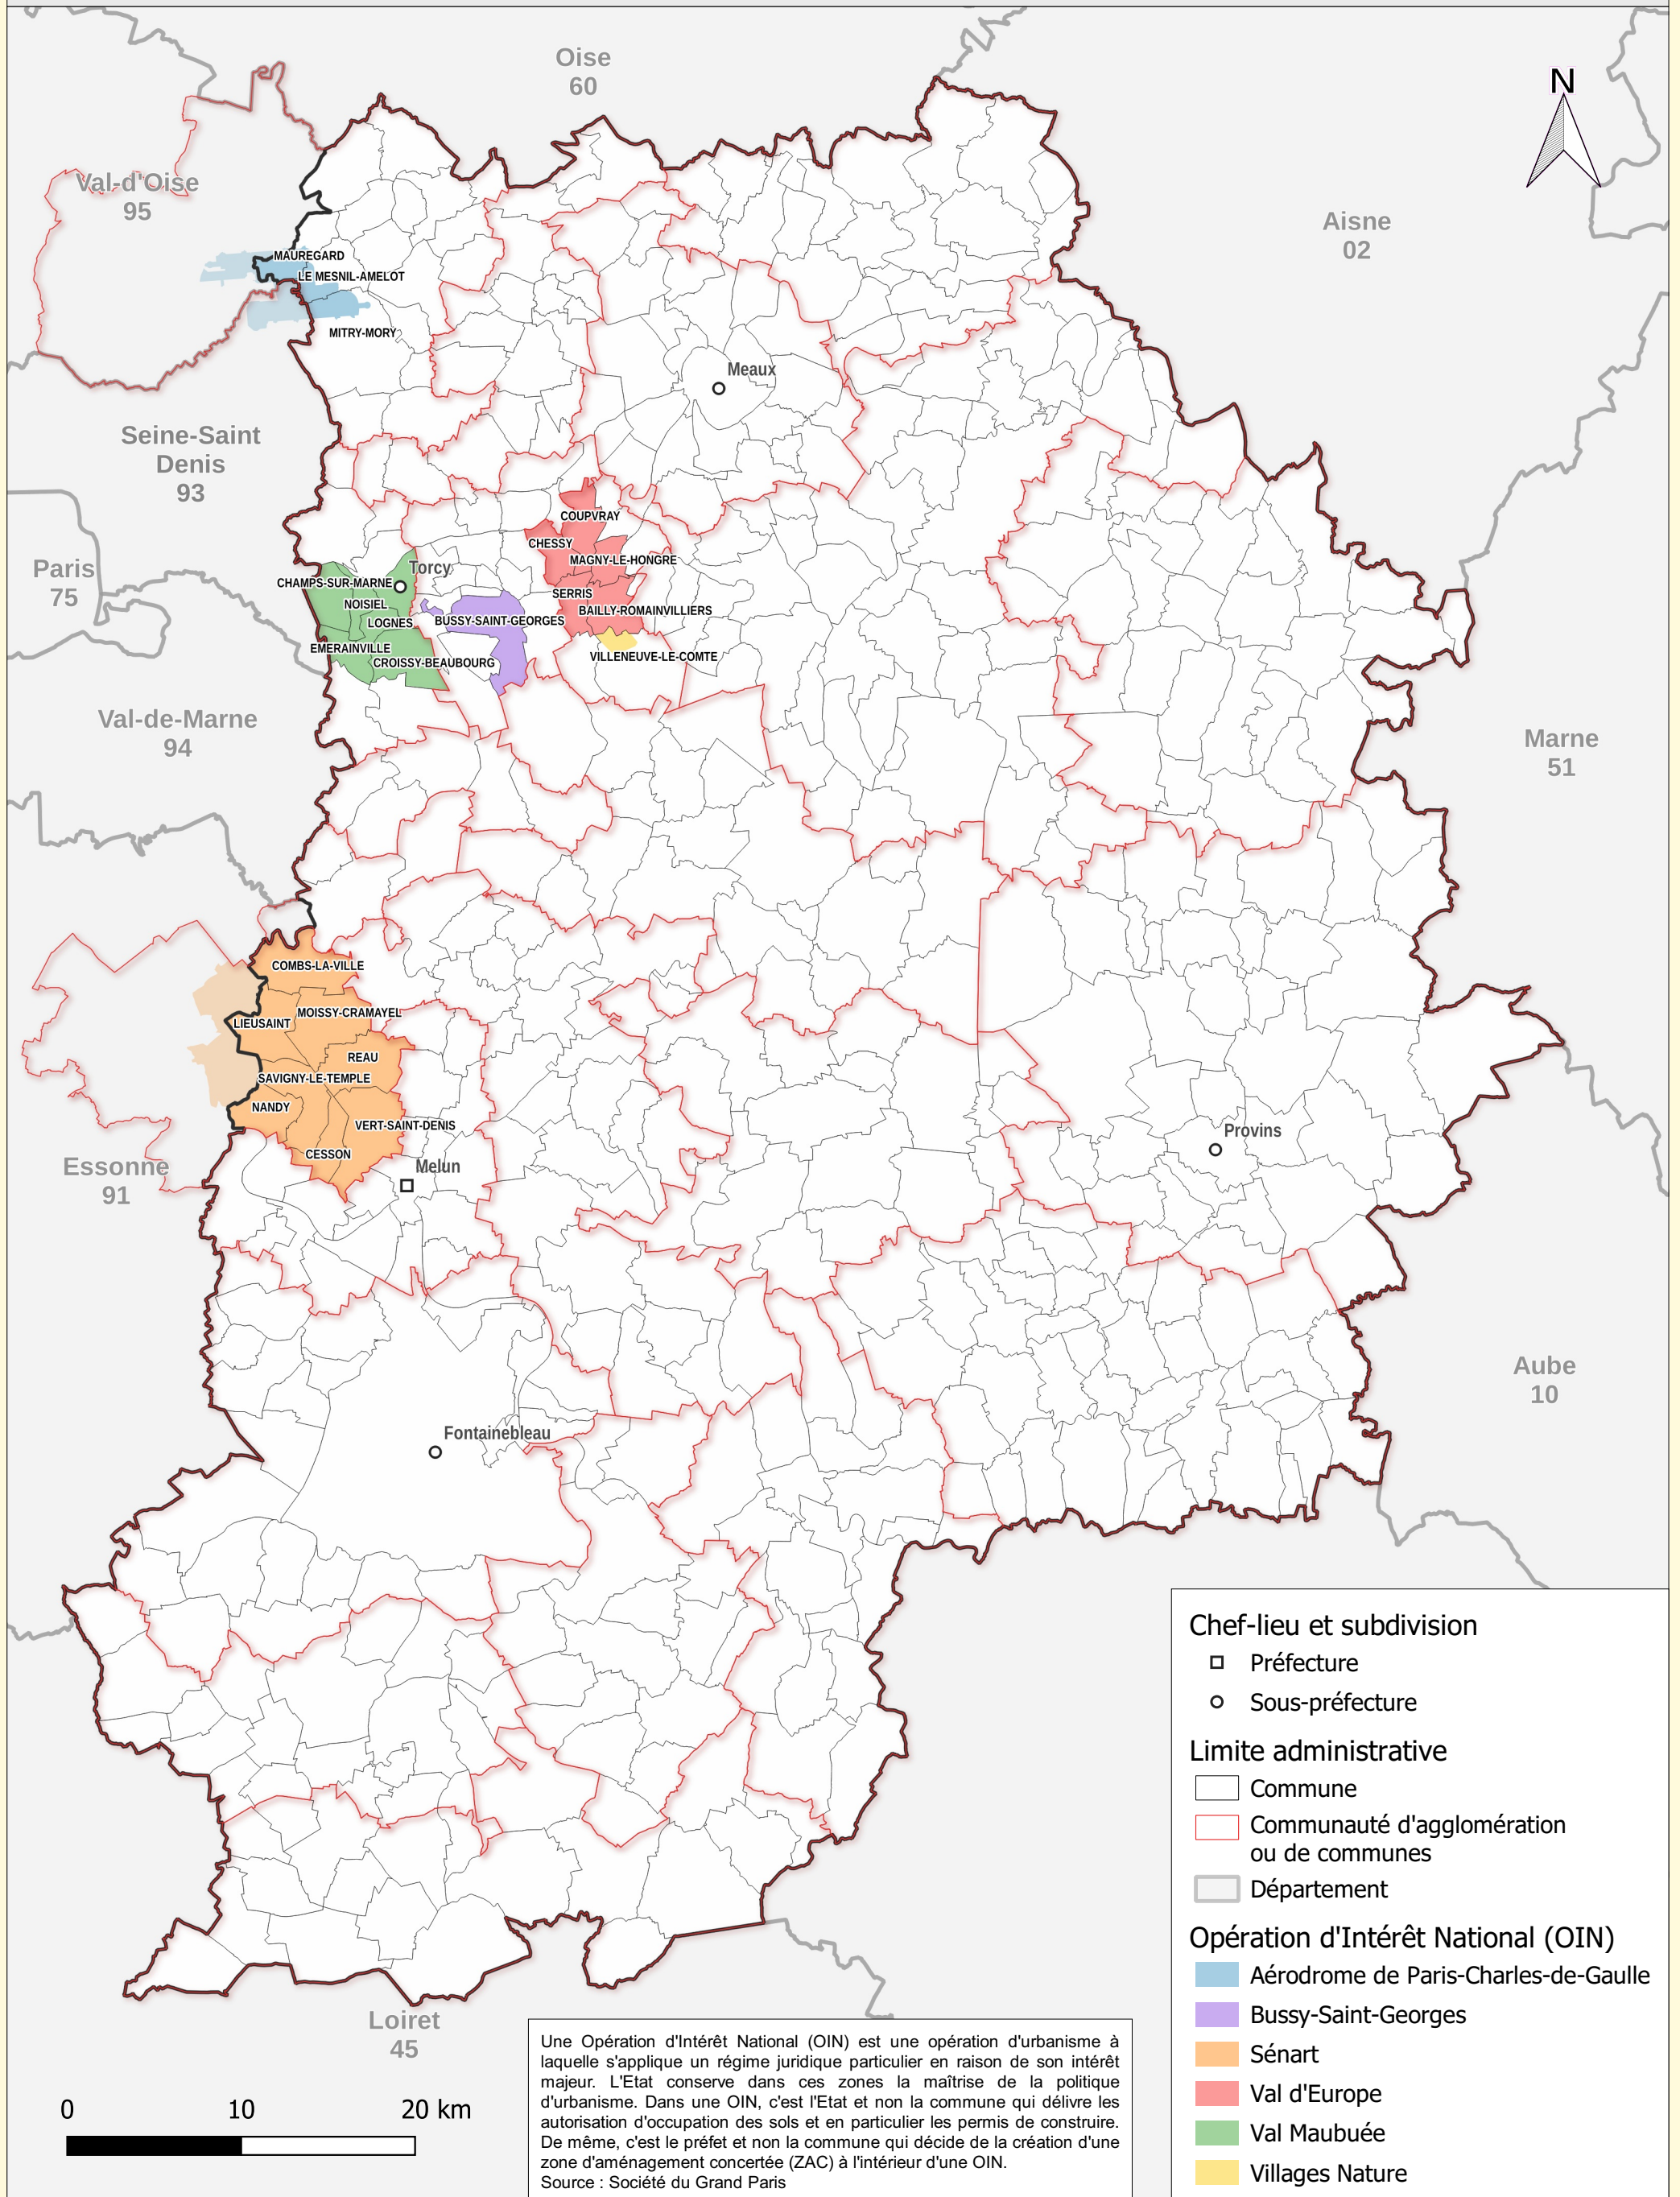 Oise
60
N
Val-d'Oise
95
Aisne
02
MAUREGARD
LE MESNIL-AMELOT
MITRY-MORY
Meaux
Seine-Saint
Denis
93
COUPVRAY
CHESSY
MAGNY-LE-HONGRE
Paris
75
Torcy
CHAMPS-SUR-MARNE
SERRIS
NOISIEL
BAILLY-ROMAINVILLIERS
LOGNES
BUSSY-SAINT-GEORGES
EMERAINVILLE
VILLENEUVE-LE-COMTE
CROISSY-BEAUBOURG
Val-de-Marne
94
Marne
51
COMBS-LA-VILLE
MOISSY-CRAMAYEL
LIEUSAINT
REAU
SAVIGNY-LE-TEMPLE
NANDY
VERT-SAINT-DENIS
Provins
CESSON
Essonne
91
Melun
Aube
10
Fontainebleau
Chef-lieu et subdivision
Préfecture
Sous-préfecture
Limite administrative
Commune
Communauté d'agglomération
ou de communes
Département
Opération d'Intérêt National (OIN)
Aérodrome de Paris-Charles-de-Gaulle
Bussy-Saint-Georges
Sénart
Val d'Europe
Val Maubuée
Villages Nature
Loiret
45
Une Opération d'Intérêt National (OIN) est une opération d'urbanisme à
laquelle s'applique un régime juridique particulier en raison de son intérêt
majeur. L'Etat conserve dans ces zones la maîtrise de la politique
d'urbanisme. Dans une OIN, c'est l'Etat et non la commune qui délivre les
autorisation d'occupation des sols et en particulier les permis de construire.
De même, c'est le préfet et non la commune qui décide de la création d'une
zone d'aménagement concertée (ZAC) à l'intérieur d'une OIN.
Source : Société du Grand Paris
0 10 20 km